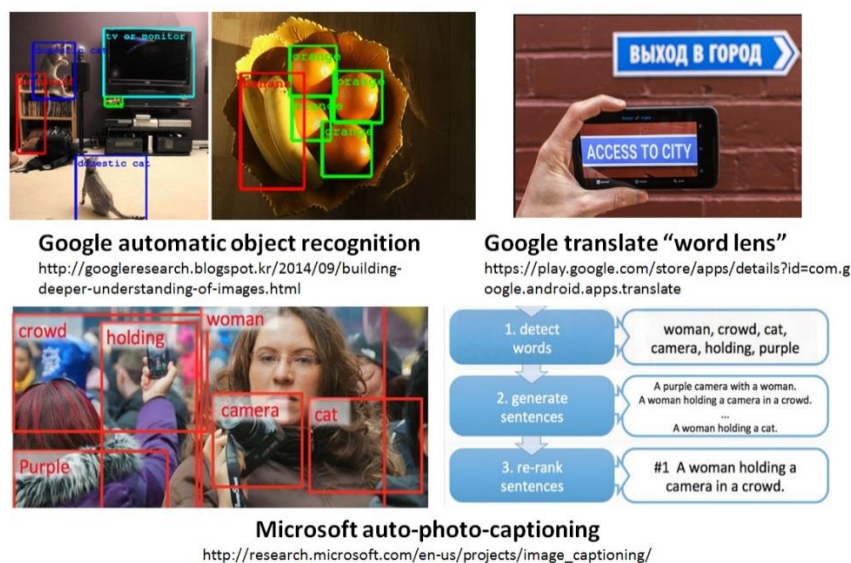 domestic cat
tv or monitor
domestic cat
banana
orange
orange
orange
orange
ВЫХОД В ГОРОД
ACCESS TO CITY
Google automatic object recognition
http://googleresearch.blogspot.kr/2014/09/building-
deeper-understanding-of-images.html
Google translate “word lens”
https://play.google.com/store/apps/details?id=com.g
oogle.android.apps.translate
crowd
holding
woman
camera
cat
Purple
1. detect
words
woman, crowd, cat,
camera, holding, purple
2. generate
sentences
A purple camera with a woman.
A woman holding a camera in a crowd.
...
A woman holding a cat.
3. re-rank
sentences
#1 A woman holding a
camera in a crowd.
Microsoft auto-photo-captioning
http://research.microsoft.com/en-us/projects/image_captioning/